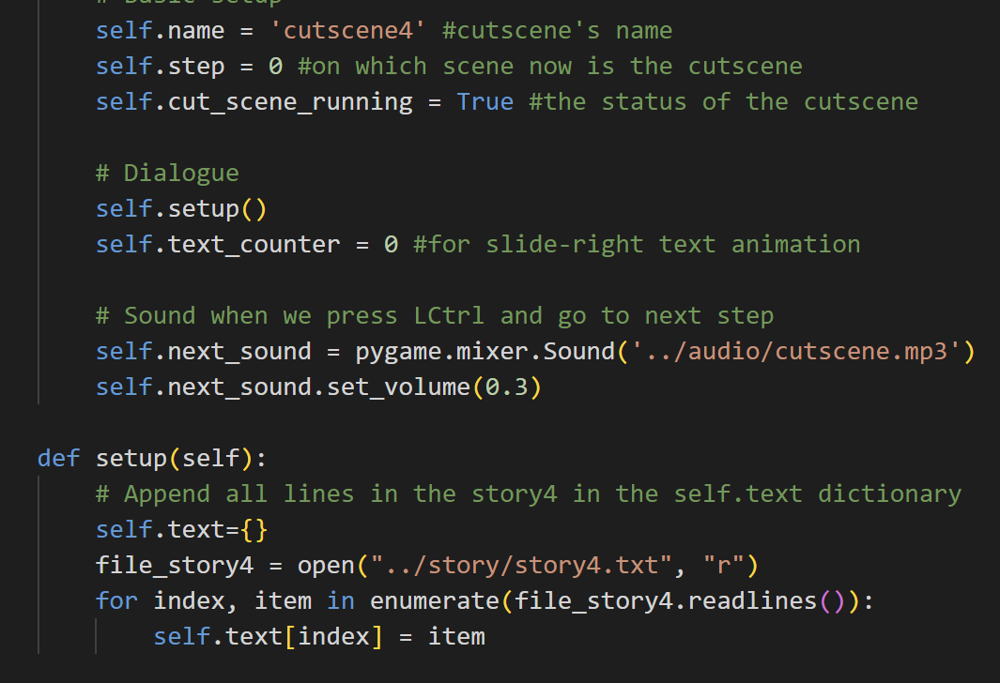 # Basic setup
self.name = 'cutscene4' #cutscene's name
self.step = 0 #on which scene now is the cutscene
self.cut_scene_running = True #the status of the cutscene
# Dialogue
self.setup()
self.text_counter = 0 #for slide-right text animation
# Sound when we press LCtrl and go to next step
self.next_sound = pygame.mixer.Sound('../audio/cutscene.mp3')
self.next_sound.set_volume(0.3)
def setup(self):
# Append all lines in the story4 in the self.text dictionary
self.text={}
file_story4 = open("../story/story4.txt", "r")
for index, item in enumerate(file_story4.readlines()):
self.text[index] = item